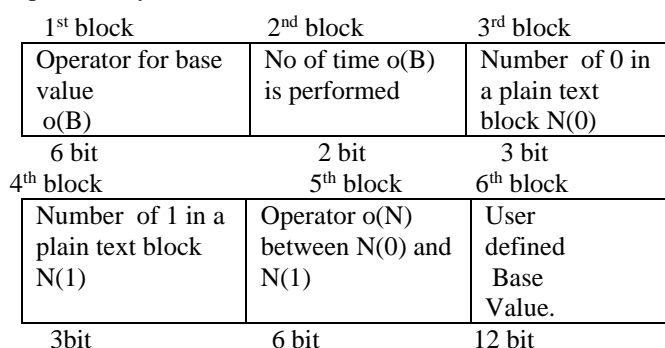 1st block 2nd block 3rd block
Operator for base No of time o(B) Number of 0 in
value is performed a plain text
o(B) block N(0)
6 bit 2 bit 3 bit
4th block 5th block 6th block
Number of 1 in a Operator o(N) User
plain text block between N(0) and defined
N(1) N(1) Base
Value.
3bit 6 bit 12 bit